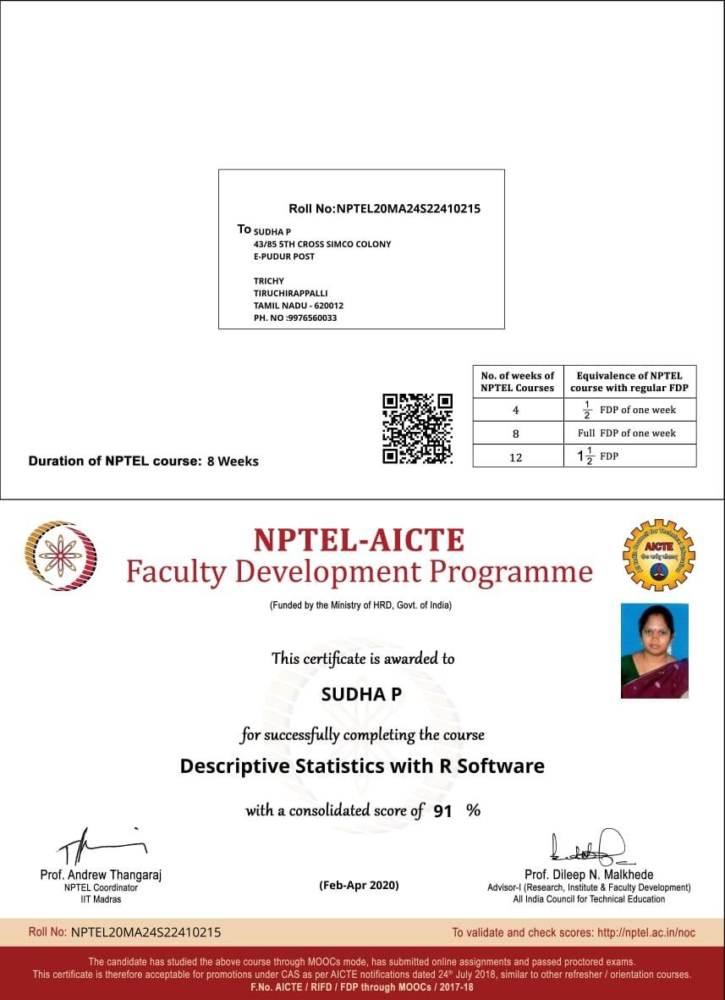 Roll No:NPTEL20MA24S22410215
To SUDHA P
43/85 5TH CROSS SIMCO COLONY
E-PUDUR POST
TRICHY
TIRUCHIRAPPALLI
TAMIL NADU - 620012
PH. NO :9976560033
No. of weeks of NPTEL Courses | Equivalence of NPTEL course with regular FDP
4 | 1/2 FDP of one week
8 | Full FDP of one week
12 | 1 1/2 FDP
Duration of NPTEL course: 8 Weeks
NPTEL-AICTE
Faculty Development Programme
(Funded by the Ministry of HRD, Govt. of India)
All India Council for Technical Education
AICTE
This certificate is awarded to
SUDHA P
for successfully completing the course
Descriptive Statistics with R Software
with a consolidated score of 91 %
Prof. Andrew Thangaraj
NPTEL Coordinator
IIT Madras
(Feb-Apr 2020)
Prof. Dileep N. Malkhede
Advisor-I (Research, Institute & Faculty Development)
All India Council for Technical Education
Roll No: NPTEL20MA24S22410215
To validate and check scores: http://nptel.ac.in/noc
The candidate has studied the above course through MOOCs mode, has submitted online assignments and passed proctored exams.
This certificate is therefore acceptable for promotions under CAS as per AICTE notifications dated 24th July 2018, similar to other refresher / orientation courses.
F.No. AICTE / RIFD / FDP through MOOCs / 2017-18